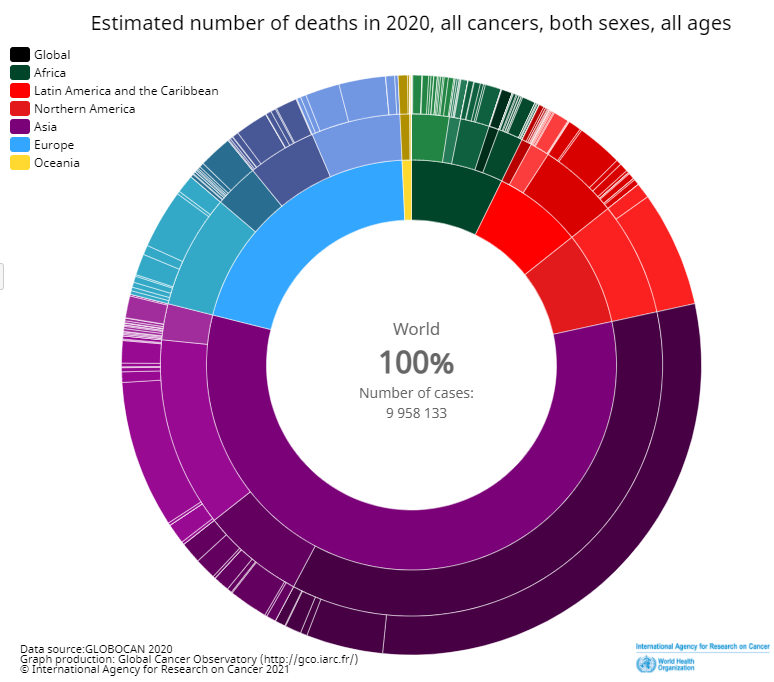 Estimated number of deaths in 2020, all cancers, both sexes, all ages
Global
Africa
Latin America and the Caribbean
Northern America
Asia
Europe
Oceania
World
100%
Number of cases:
9 958 133
Data source:GLOBOCAN 2020
Graph production: Global Cancer Observatory (http://gco.iarc.fr/)
© International Agency for Research on Cancer 2021
International Agency for Research on Cancer
World Health
Organization